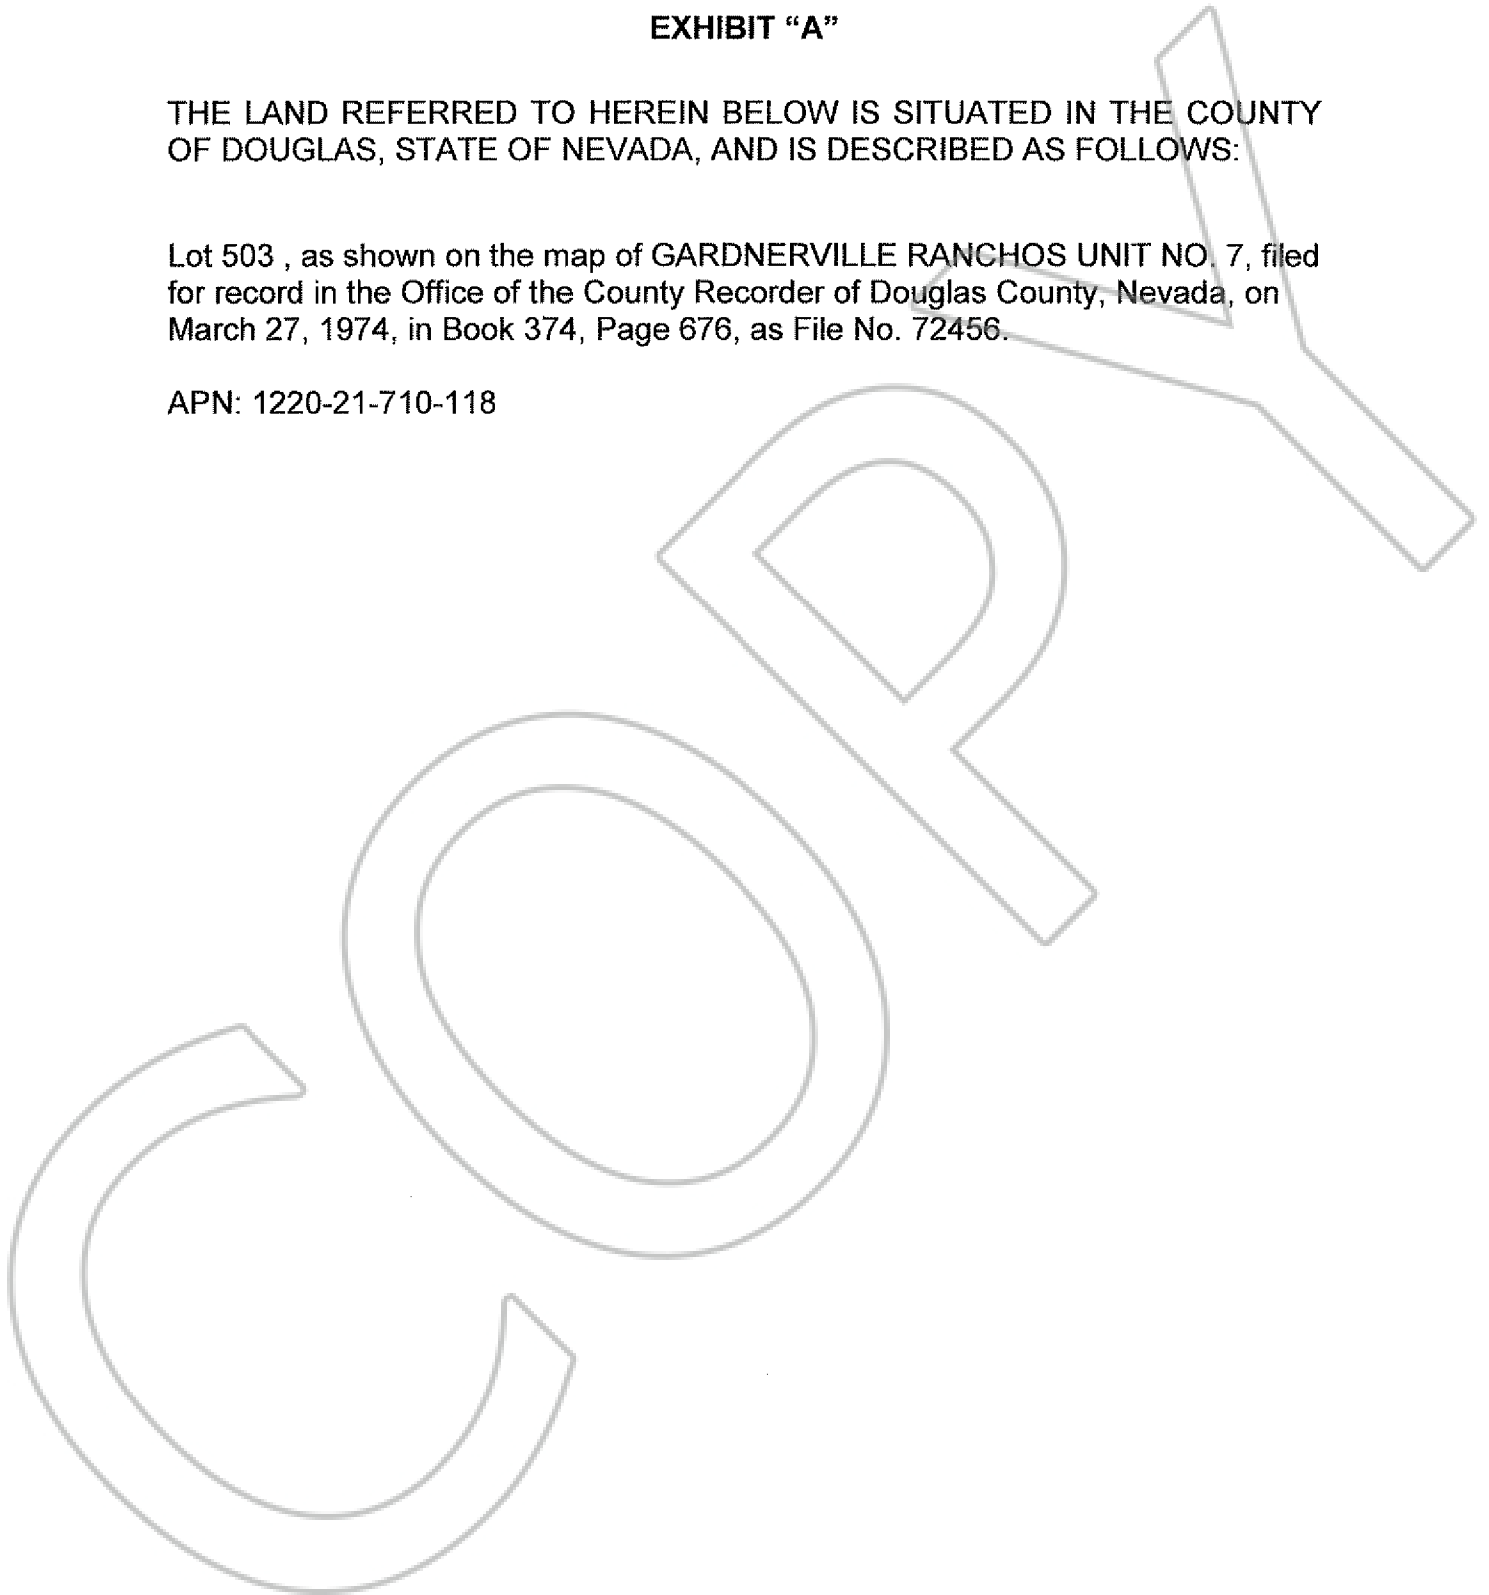 EXHIBIT “A”
THE LAND REFERRED TO HEREIN BELOW IS SITUATED IN THE COUNTY
OF DOUGLAS, STATE OF NEVADA, AND IS DESCRIBED AS FOLLOWS:
Lot 503 , as shown on the map of GARDNERVILLE RANCHOS UNIT NO. 7, filed
for record in the Office of the County Recorder of Douglas County, Nevada, on
March 27, 1974, in Book 374, Page 676, as File No. 72456.
APN: 1220-21-710-118
COPY